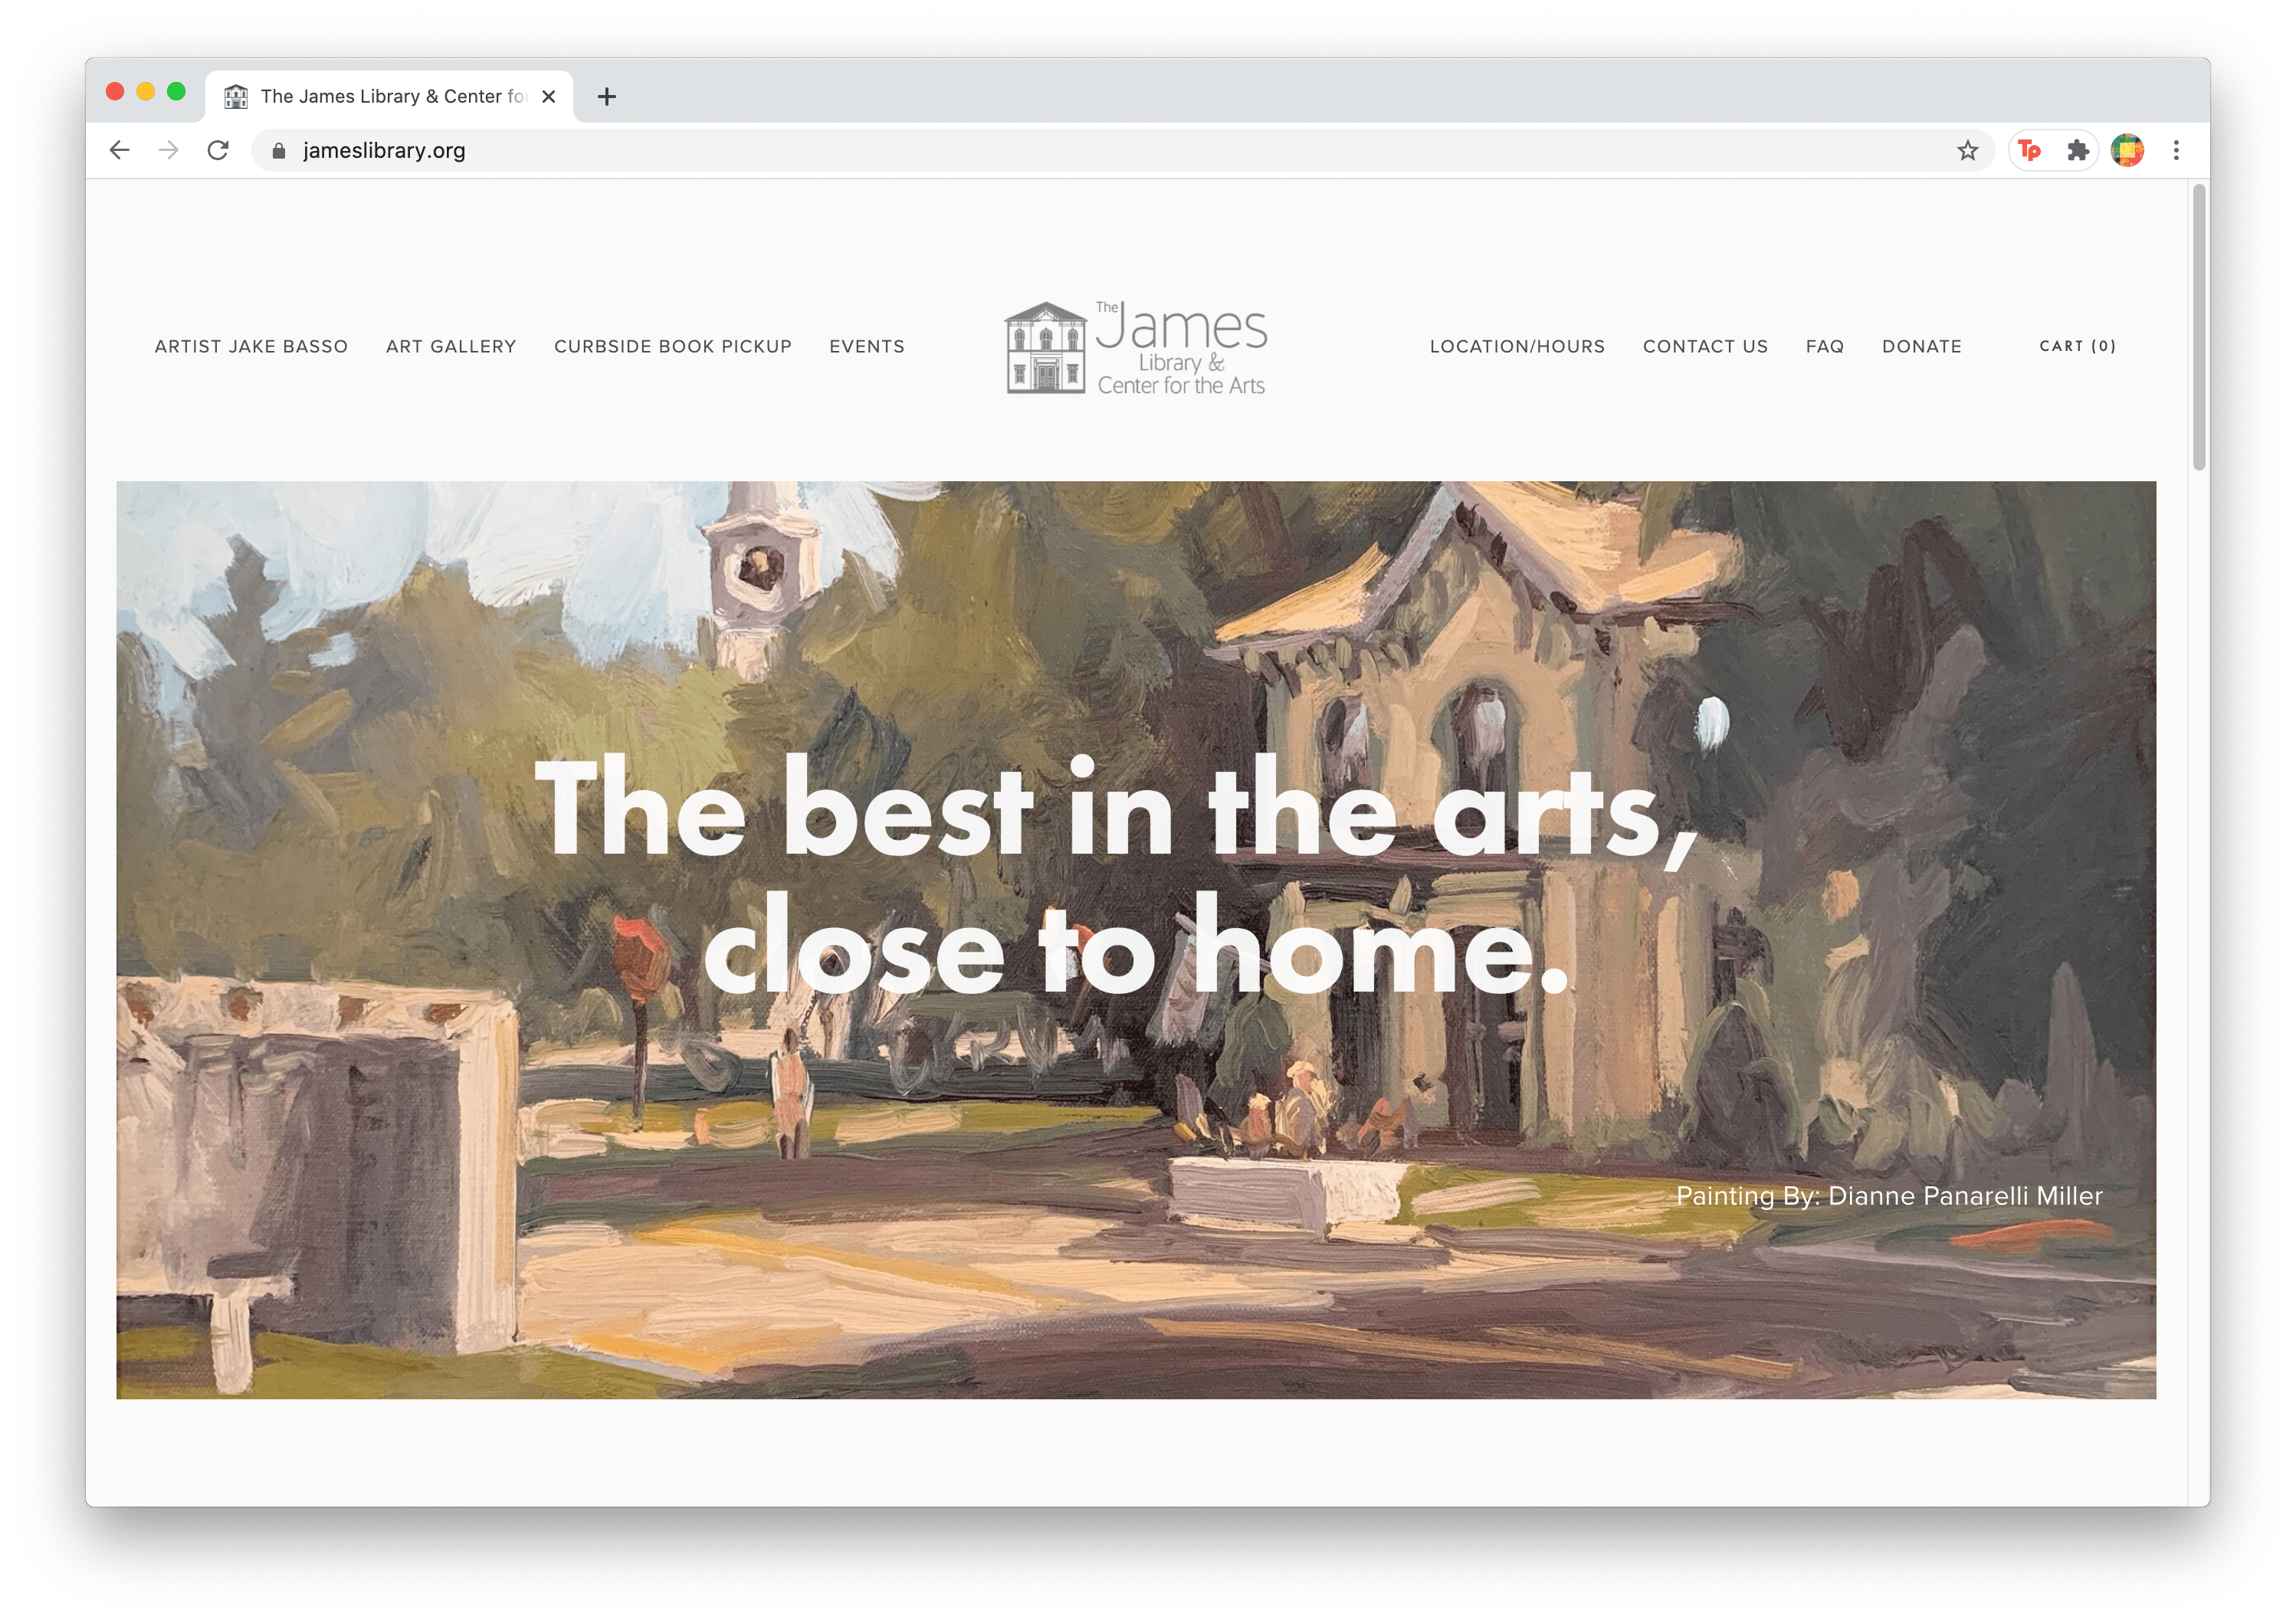 The James Library & Center for
jameslibrary.org
Tp
ARTIST JAKE BASSO ART GALLERY CURBSIDE BOOK PICKUP EVENTS
The
James
Library &
Center for the Arts
LOCATION/HOURS CONTACT US FAQ DONATE CART (0)
The best in the arts,
close to home.
Painting By: Dianne Panarelli Miller